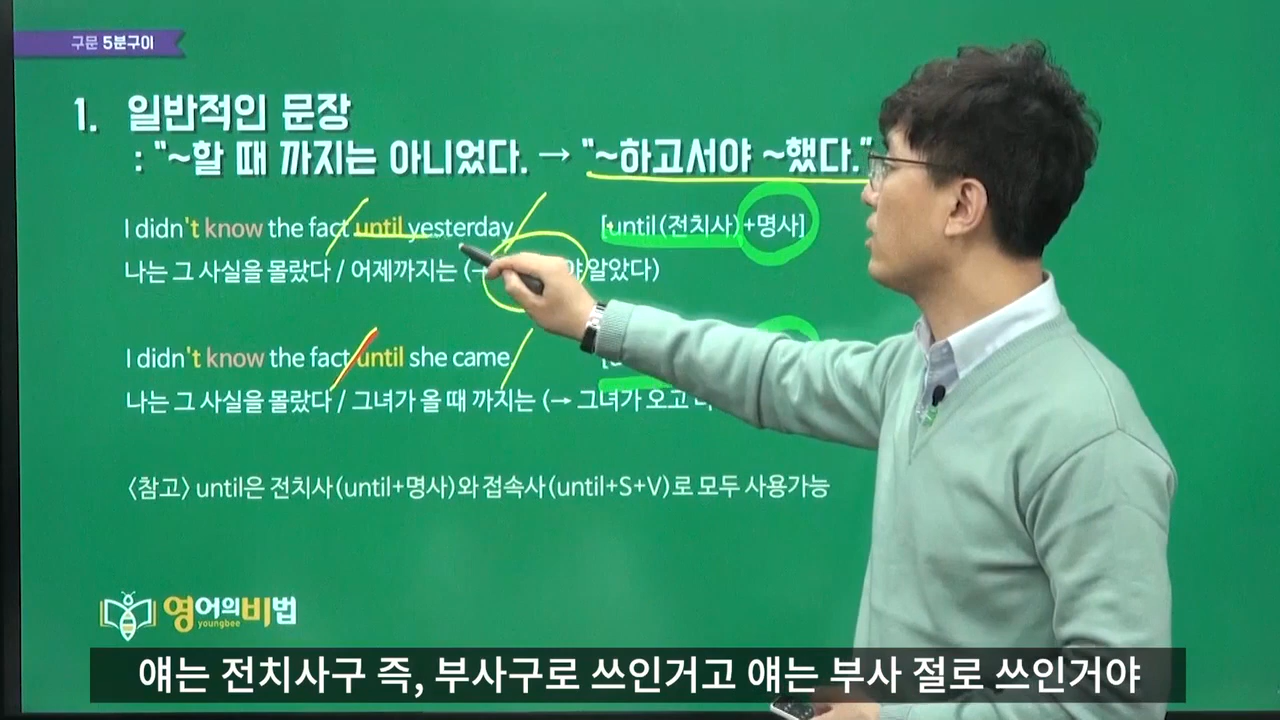 구문 5분구이
1. 일반적인 문장
: "~할 때 까지는 아니었다. → "~하고서야 ~했다."
I didn't know the fact until yesterday [until(전치사)+명사]
나는 그 사실을 몰랐다 / 어제까지는 (→ 야 알았다)
I didn't know the fact until she came
나는 그 사실을 몰랐다 / 그녀가 올 때 까지는 (→ 그녀가 오고
<참고> until은 전치사(until+명사)와 접속사(until+S+V)로 모두 사용가능
영어의비법
youngbee
얘는 전치사구 즉, 부사구로 쓰인거고 얘는 부사 절로 쓰인거야